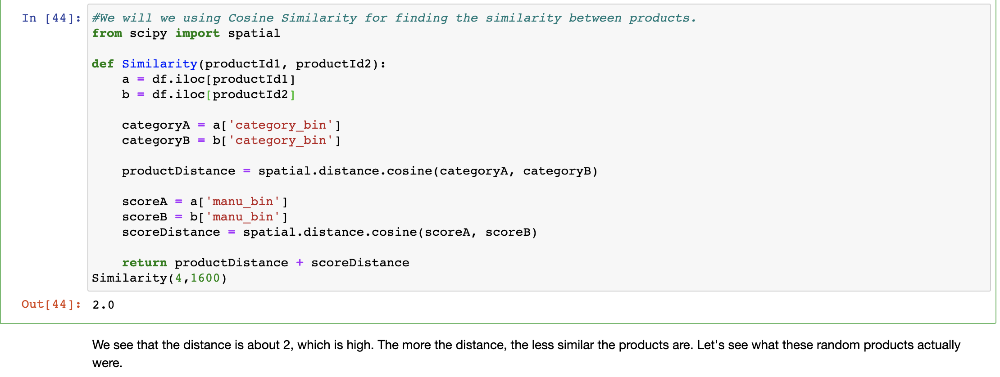 In [44]: #We will we using Cosine Similarity for finding the similarity between products.
from scipy import spatial
def Similarity(productId1, productId2):
    a = df.iloc[productId1]
    b = df.iloc[productId2]
    categoryA = a['category_bin']
    categoryB = b['category_bin']
    productDistance = spatial.distance.cosine(categoryA, categoryB)
    scoreA = a['manu_bin']
    scoreB = b['manu_bin']
    scoreDistance = spatial.distance.cosine(scoreA, scoreB)
    return productDistance + scoreDistance
Similarity(4,1600)
Out[44]: 2.0
We see that the distance is about 2, which is high. The more the distance, the less similar the products are. Let's see what these random products actually
were.